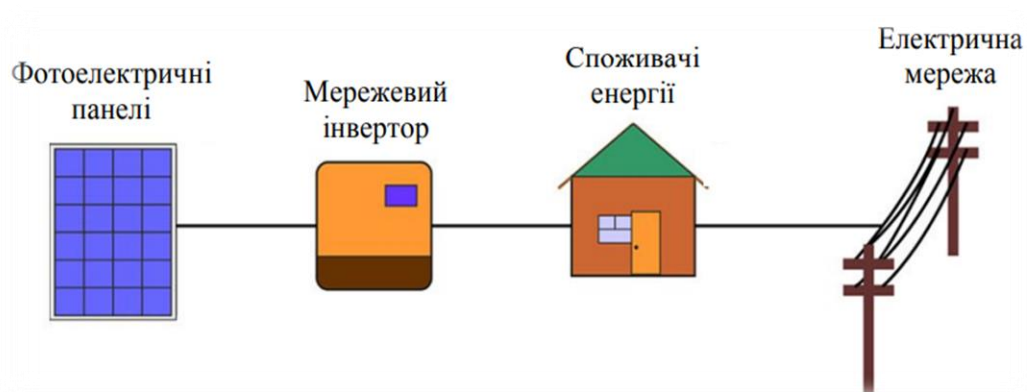 Фотоелектричні
панелі
Мережевий
інвертор
Споживачі
енергії
Електрична
мережа